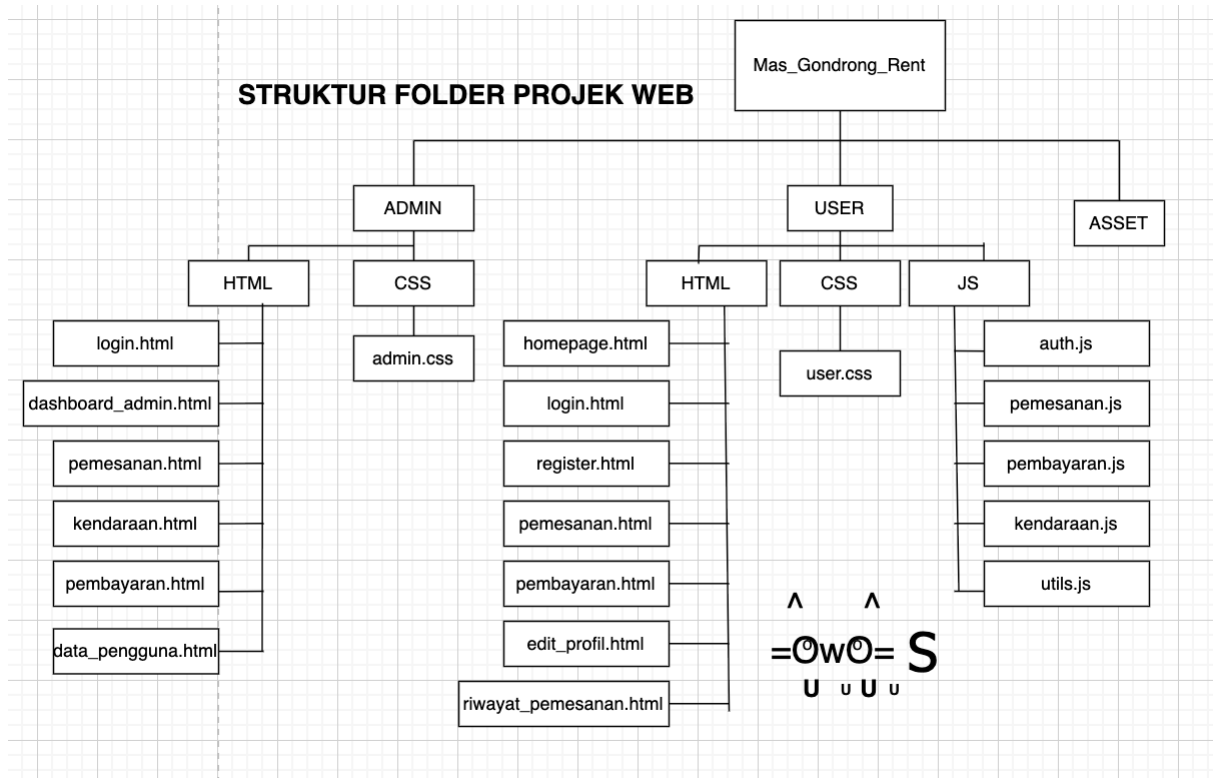 Mas_Gondrong_Rent
STRUKTUR FOLDER PROJEK WEB
ADMIN
USER
ASSET
HTML
CSS
HTML
CSS
JS
login.html
admin.css
homepage.html
user.css
auth.js
dashboard_admin.html
login.html
pemesanan.js
pemesanan.html
register.html
pembayaran.js
kendaraan.html
pemesanan.html
kendaraan.js
pembayaran.html
pembayaran.html
utils.js
data_pengguna.html
edit_profil.html
riwayat_pemesanan.html
^ ^
=OwO= S
U U U U